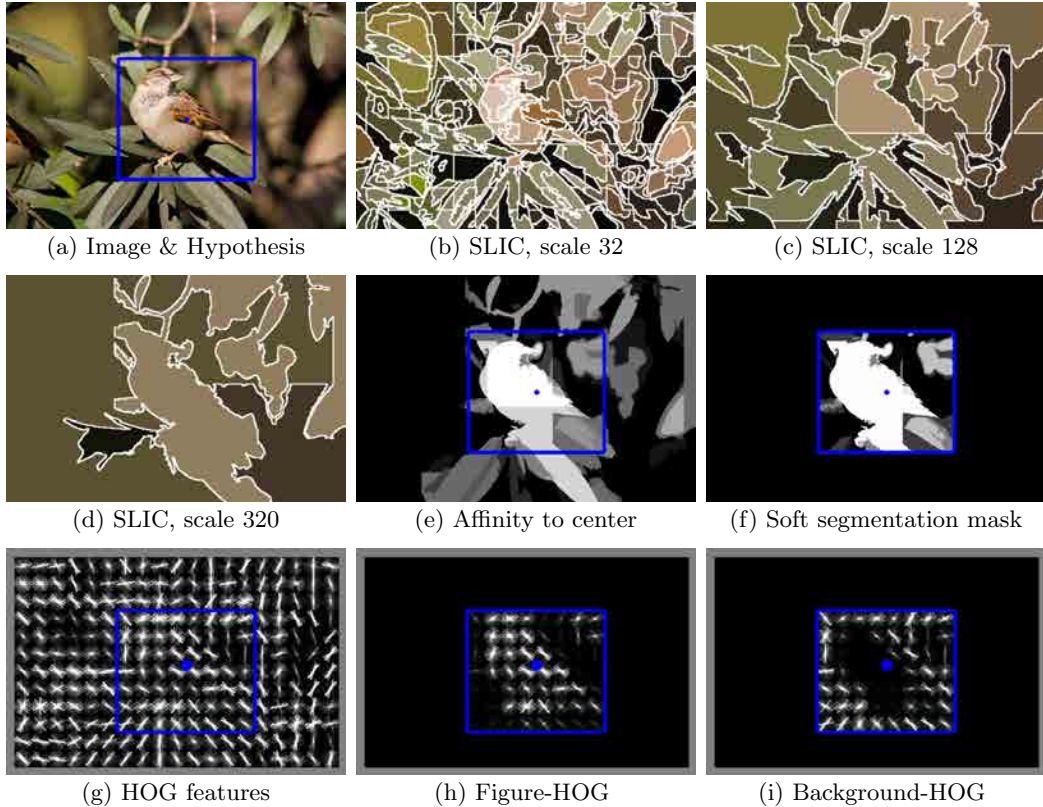 (a) Image & Hypothesis
(b) SLIC, scale 32
(c) SLIC, scale 128
(d) SLIC, scale 320
(e) Affinity to center
(f) Soft segmentation mask
(g) HOG features
(h) Figure-HOG
(i) Background-HOG